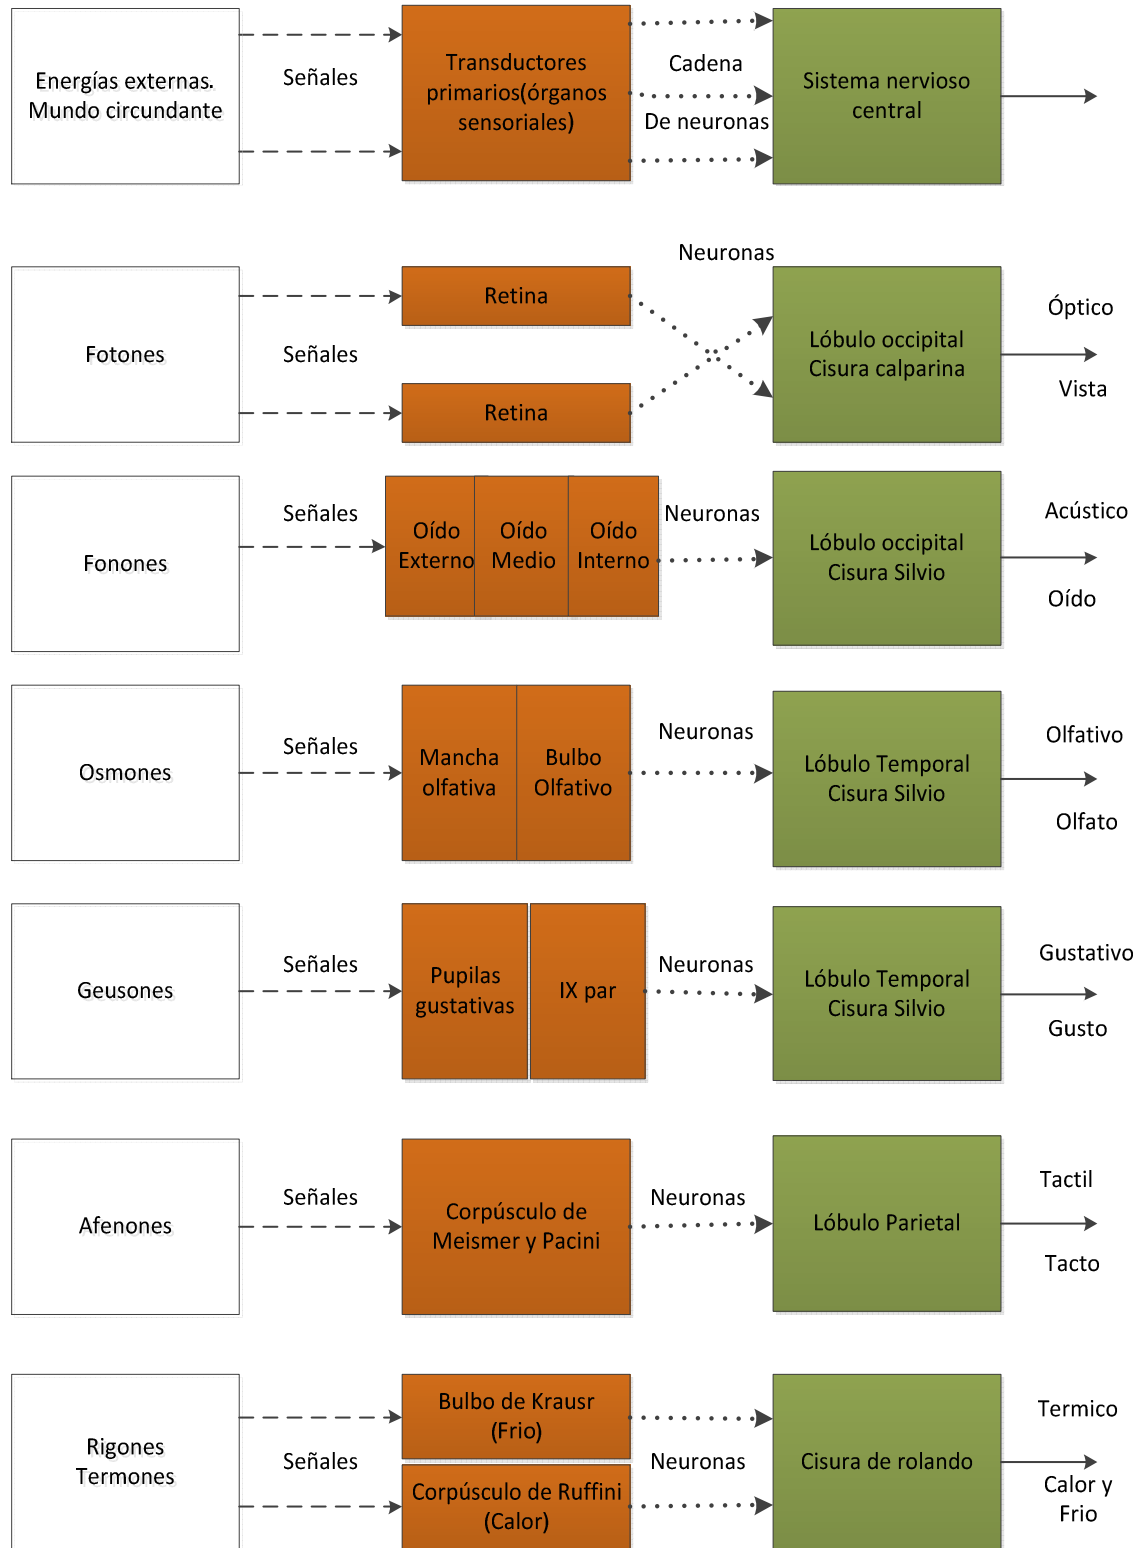 Energías externas.
Mundo circundante
Señales
Transductores
primarios(órganos
sensoriales)
Cadena
De neuronas
Sistema nervioso
central
Fotones
Señales
Retina
Retina
Neuronas
Lóbulo occipital
Cisura calparina
Óptico
Vista
Fonones
Señales
Oído
Externo
Oído
Medio
Oído
Interno
Neuronas
Lóbulo occipital
Cisura Silvio
Acústico
Oído
Osmones
Señales
Mancha
olfativa
Bulbo
Olfativo
Neuronas
Lóbulo Temporal
Cisura Silvio
Olfativo
Olfato
Geusones
Señales
Pupilas
gustativas
IX par
Neuronas
Lóbulo Temporal
Cisura Silvio
Gustativo
Gusto
Afenones
Señales
Corpúsculo de
Meismer y Pacini
Neuronas
Lóbulo Parietal
Tactil
Tacto
Rigones
Termones
Señales
Bulbo de Krausr
(Frio)
Corpúsculo de Ruffini
(Calor)
Neuronas
Cisura de rolando
Termico
Calor y
Frio